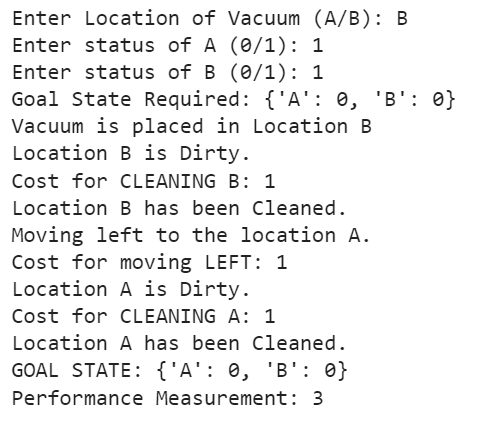 Enter Location of Vacuum (A/B): B
Enter status of A (0/1): 1
Enter status of B (0/1): 1
Goal State Required: {'A': 0, 'B': 0}
Vacuum is placed in Location B
Location B is Dirty.
Cost for CLEANING B: 1
Location B has been Cleaned.
Moving left to the location A.
Cost for moving LEFT: 1
Location A is Dirty.
Cost for CLEANING A: 1
Location A has been Cleaned.
GOAL STATE: {'A': 0, 'B': 0}
Performance Measurement: 3